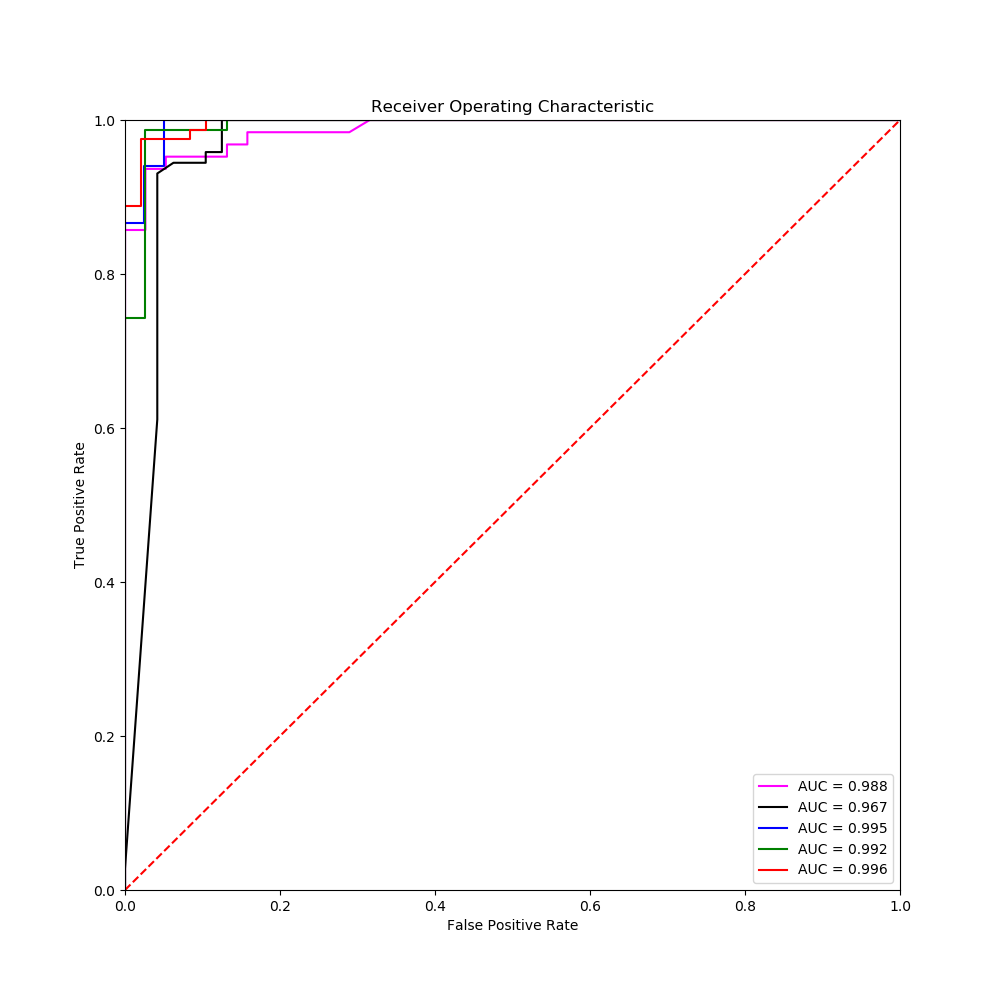 Receiver Operating Characteristic
1.0
0.8
0.6
0.4
0.2
0.0
True Positive Rate
0.0 0.2 0.4 0.6 0.8 1.0
False Positive Rate
AUC = 0.988
AUC = 0.967
AUC = 0.995
AUC = 0.992
AUC = 0.996